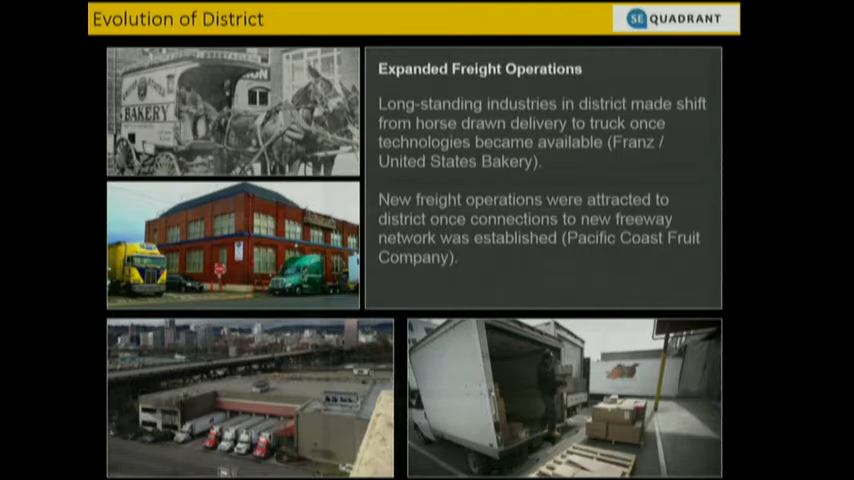 Evolution of District
SE QUADRANT
BAKERY
Expanded Freight Operations
Long-standing industries in district made shift
from horse drawn delivery to truck once
technologies became available (Franz /
United States Bakery).
New freight operations were attracted to
district once connections to new freeway
network was established (Pacific Coast Fruit
Company).